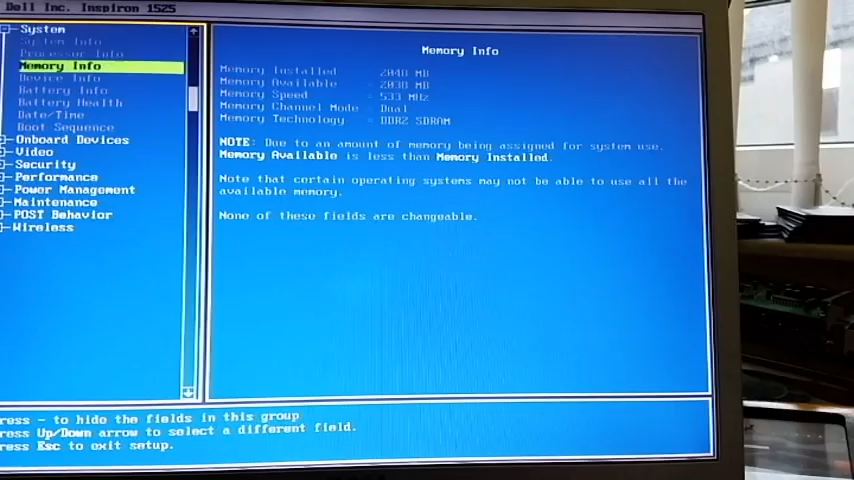 Dell Inc. Inspiron 1525
System
System Info
Processor Info
Memory Info
Device Info
Battery Info
Battery Health
Date/Time
Boot Sequence
Onboard Devices
Video
Security
Performance
Power Management
Maintenance
POST Behavior
Wireless
Memory Info
Memory Installed = 2048 MB
Memory Available = 2038 MB
Memory Speed = 533 MHz
Memory Channel Mode = Dual
Memory Technology = DDR2 SDRAM
NOTE: Due to an amount of memory being assigned for system use,
Memory Available is less than Memory Installed.
Note that certain operating systems may not be able to use all the
available memory.
None of these fields are changeable.
ress - to hide the fields in this group
ress Up/Down arrow to select a different field.
ress Esc to exit setup.